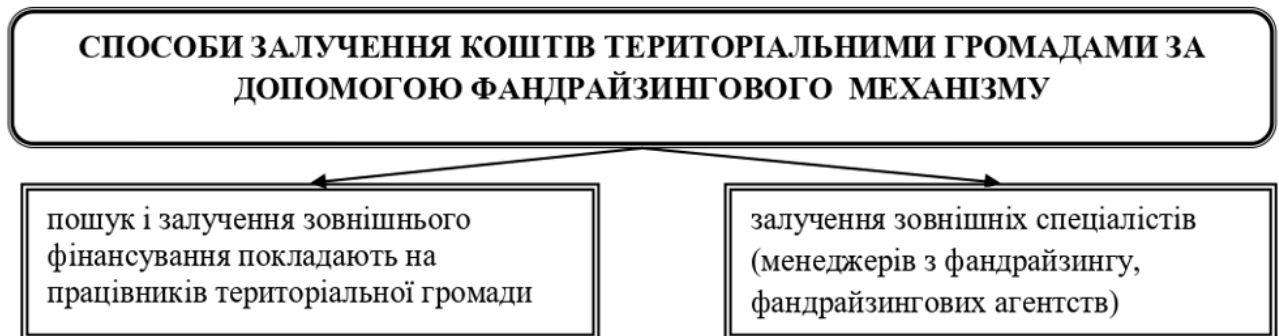 СПОСОБИ ЗАЛУЧЕННЯ КОШТІВ ТЕРИТОРІАЛЬНИМИ ГРОМАДАМИ ЗА
ДОПОМОГОЮ ФАНДРАЙЗИНГОВОГО МЕХАНІЗМУ
пошук і залучення зовнішнього
фінансування покладають на
працівників територіальної громади
залучення зовнішніх спеціалістів
(менеджерів з фандрайзингу,
фандрайзингових агентств)